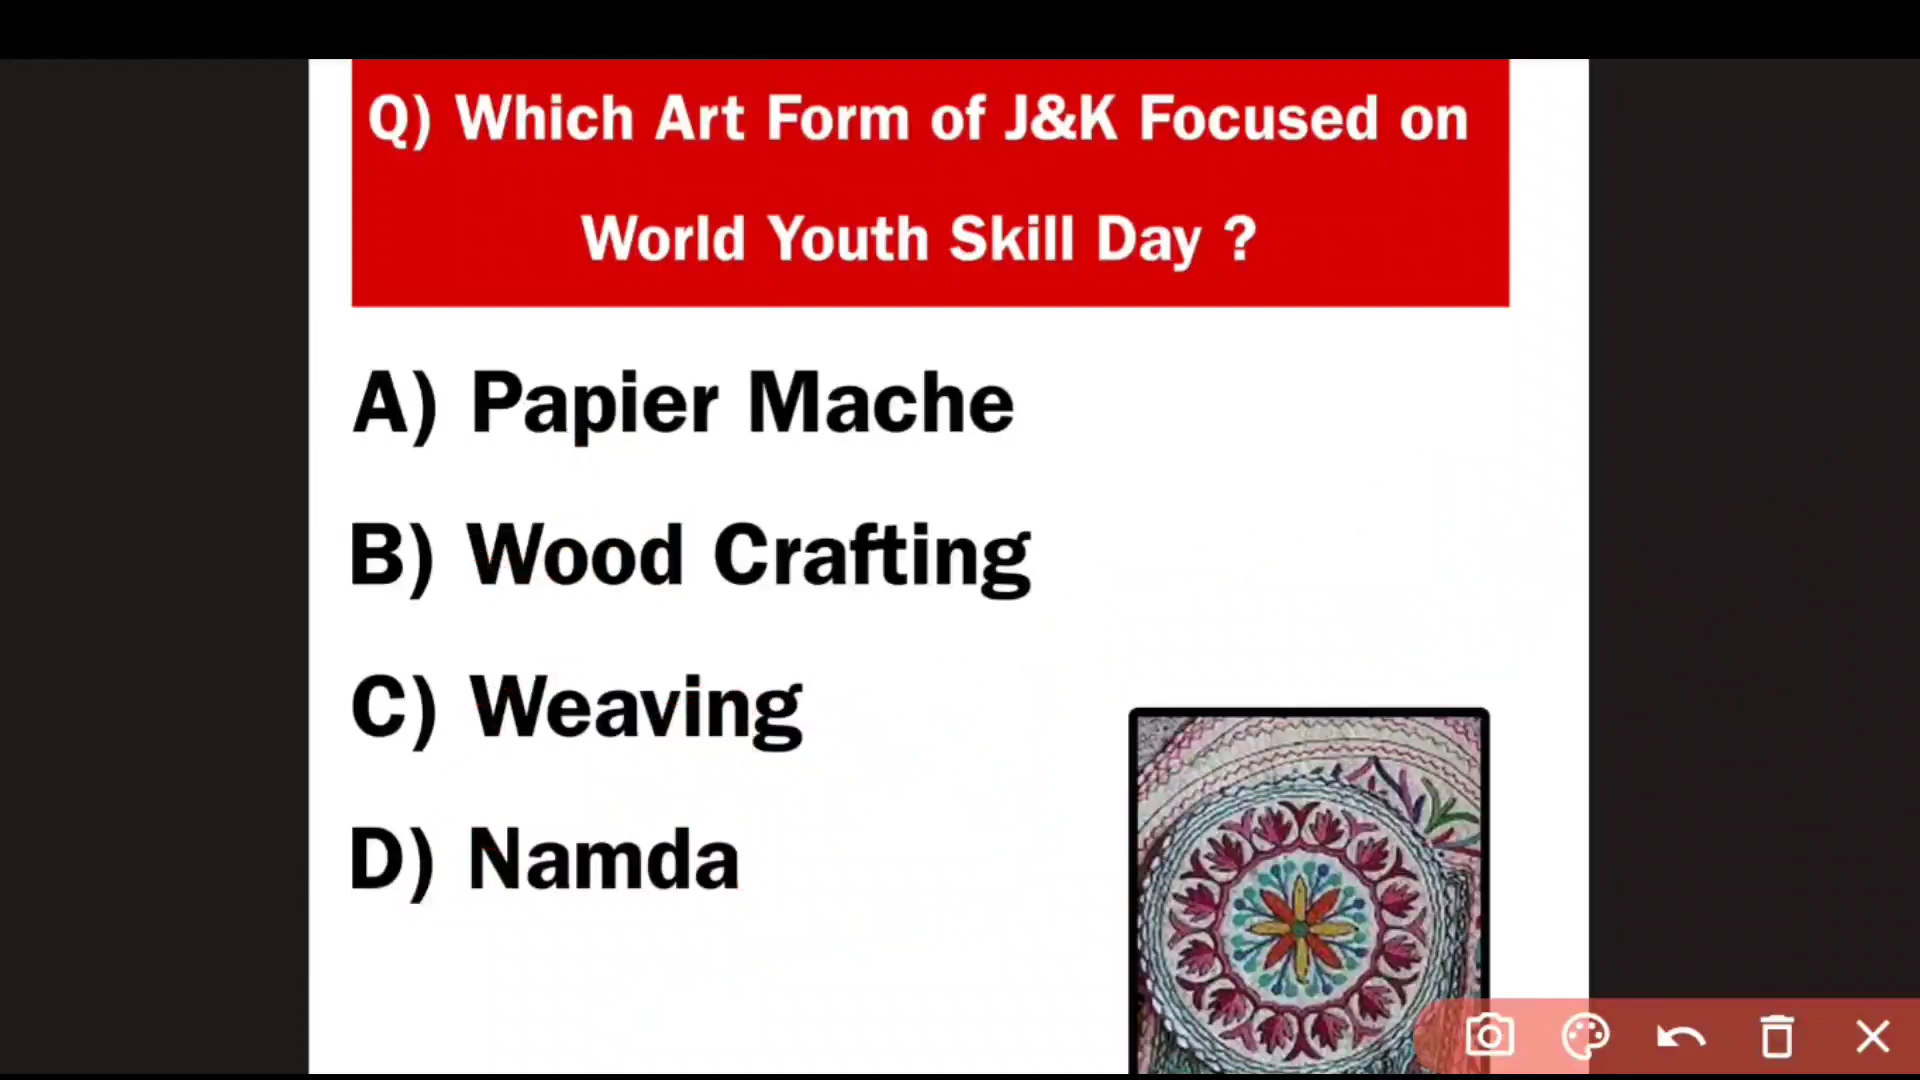 Q) Which Art Form of J&K Focused on
World Youth Skill Day ?
A) Papier Mache
B) Wood Crafting
C) Weaving
D) Namda